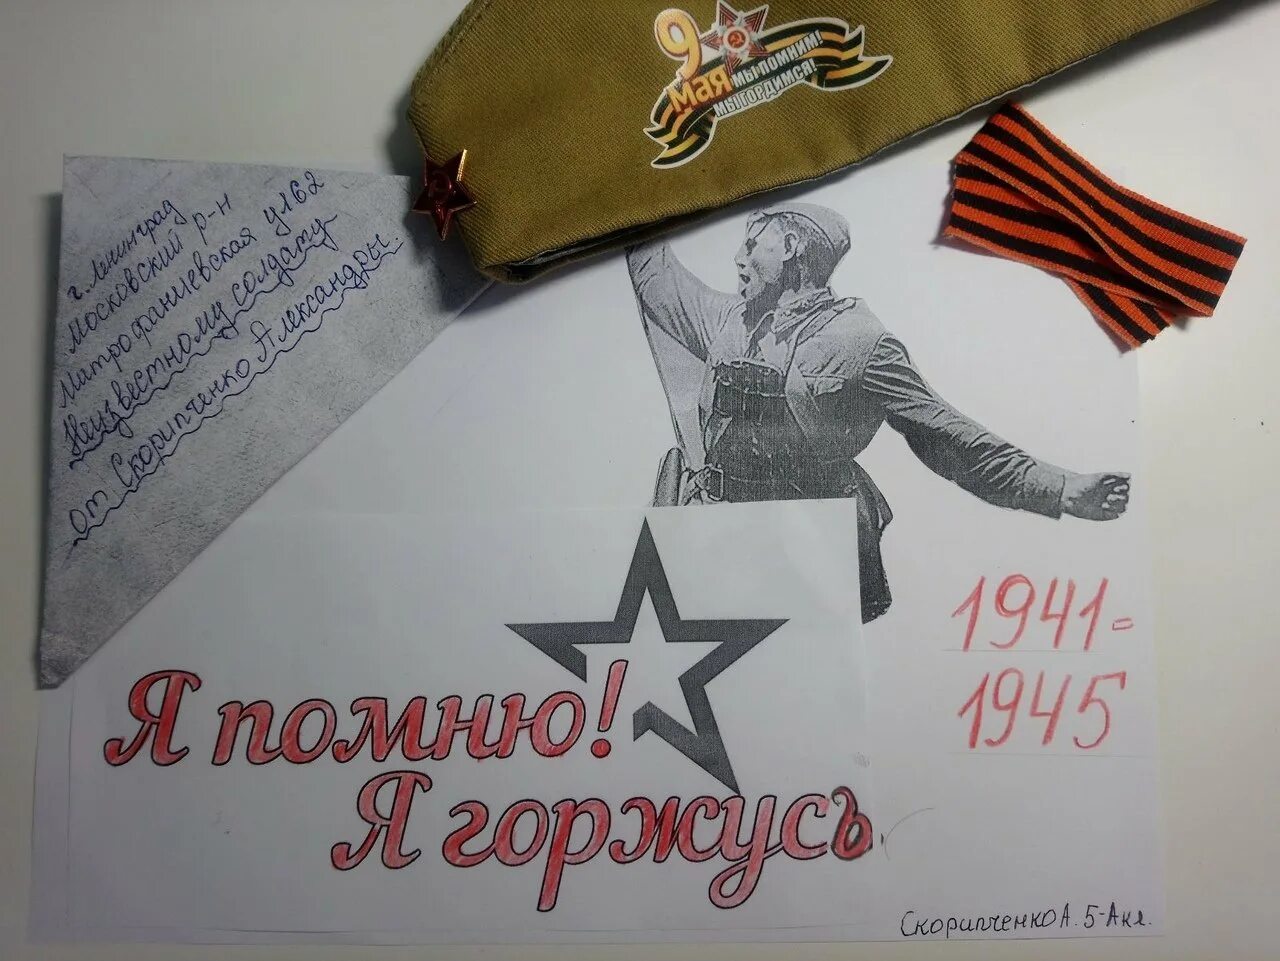 9
мая
мы помним!
мы гордимся!
г. Ленинград
Московский р-н
Митрофаниевская ул 62
Неизвестному солдату
от Скорипченко Александры
1941-
1945
Я помню!
Я горжусь.
Скорипченко А. 5-А кл.